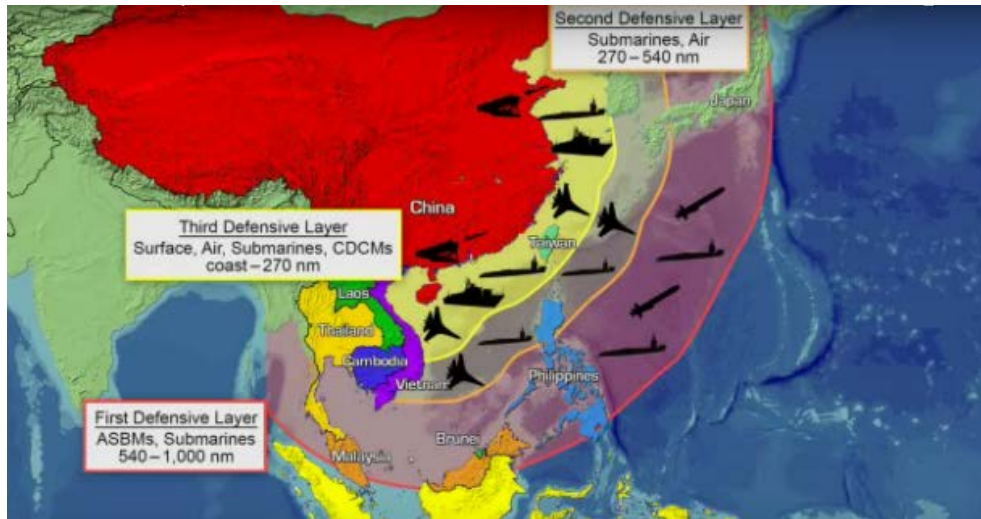 Second Defensive Layer
Submarines, Air
270 – 540 nm
Japan
China
Third Defensive Layer
Surface, Air, Submarines, CDCMs
coast – 270 nm
Taiwan
Laos
Thailand
Cambodia
Vietnam
Philippines
First Defensive Layer
ASBMs, Submarines
540 – 1,000 nm
Brunei
Malaysia